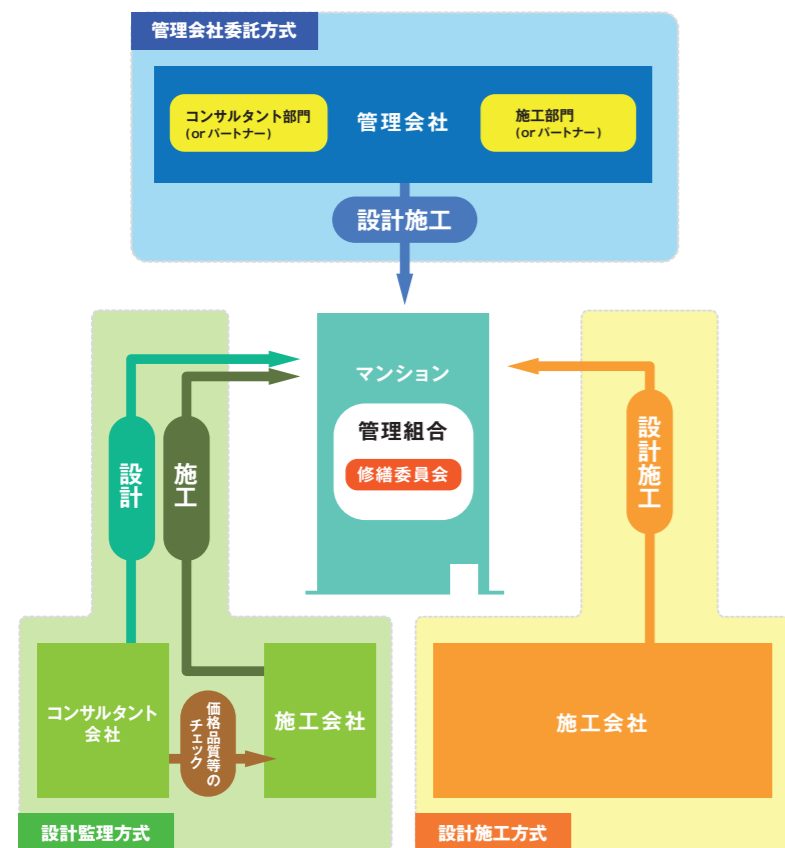 管理会社委託方式
コンサルタント部門
(or パートナー)
管理会社
施工部門
(or パートナー)
設計施工
マンション
管理組合
修繕委員会
設計
施工
設計施工
コンサルタント
会社
価格品質等の
チェック
施工会社
施工会社
設計監理方式
設計施工方式